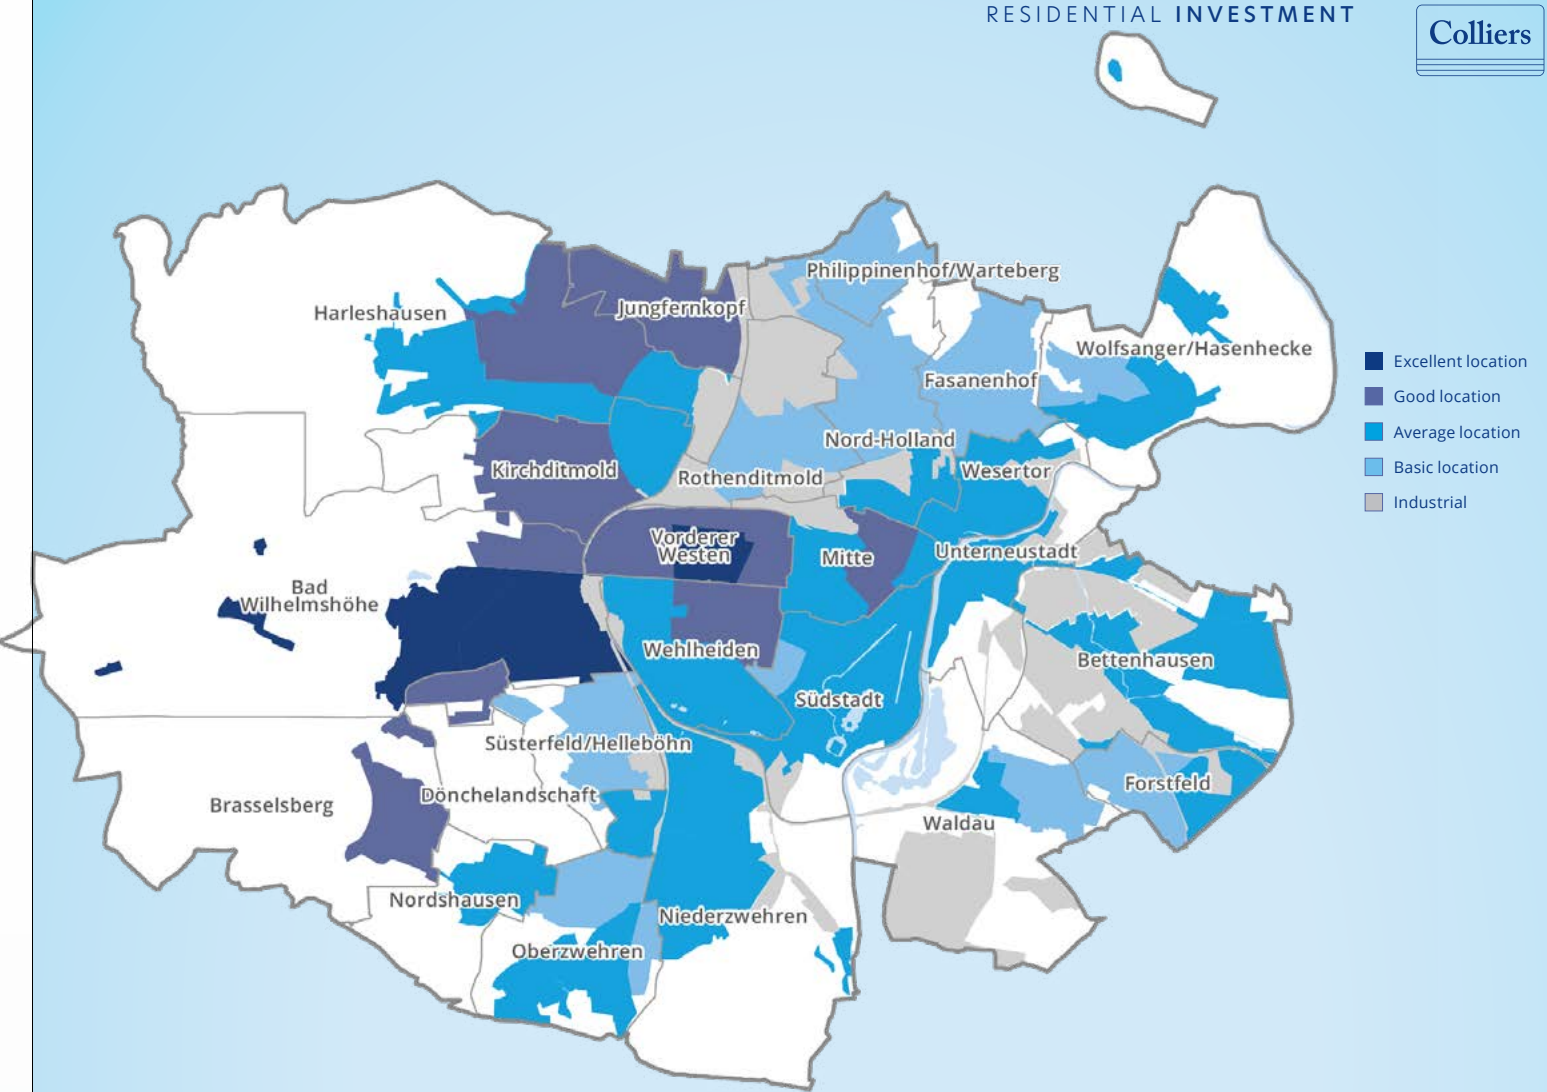 RESIDENTIAL INVESTMENT
Colliers
Philippinenhof/Warteberg
Jungfernkopf
Harleshausen
Wolfsanger/Hasenhecke
Fasanenhof
Nord-Holland
Kirchditmold
Rothenditmold
Wesertor
Vorderer
Westen
Mitte
Unterneustadt
Bad
Wilhelmshöhe
Wehlheiden
Bettenhausen
Südstadt
Süsterfeld/Helleböhn
Forstfeld
Dönchelandschaft
Brasselsberg
Waldau
Nordshausen
Niederzwehren
Oberzwehren
Excellent location
Good location
Average location
Basic location
Industrial